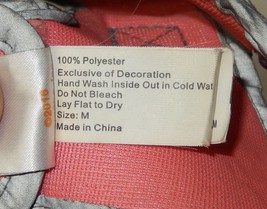 100% Polyester
Exclusive of Decoration
Hand Wash Inside Out in Cold Wat
Do Not Bleach
Lay Flat to Dry
Size: M
Made in China
M
©2016